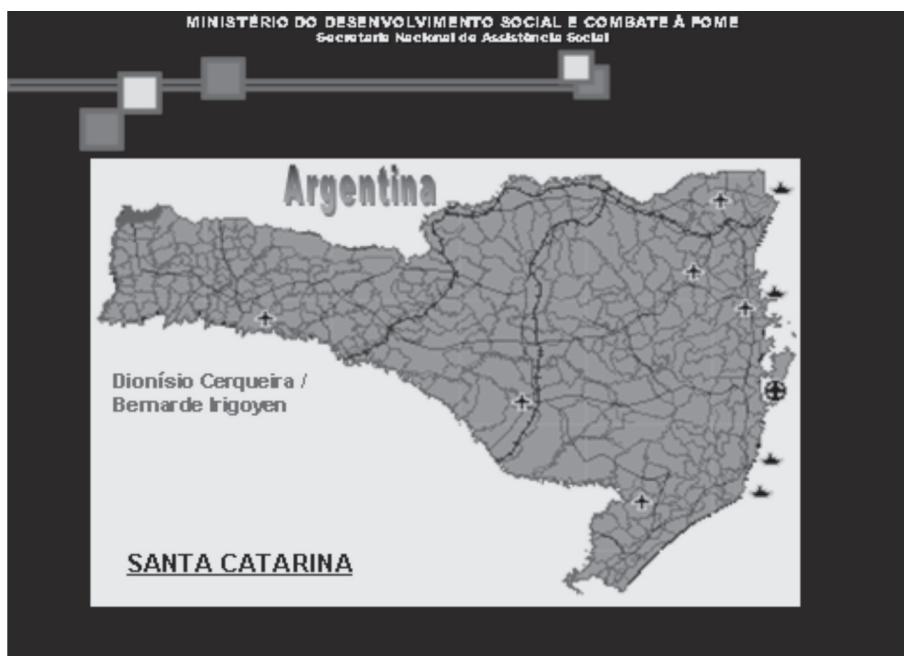 MINISTÉRIO DO DESENVOLVIMENTO SOCIAL E COMBATE À FOME
Secretaria Nacional de Assistência Social
Argentina
Dionísio Cerqueira /
Bernarde Irigoyen
SANTA CATARINA